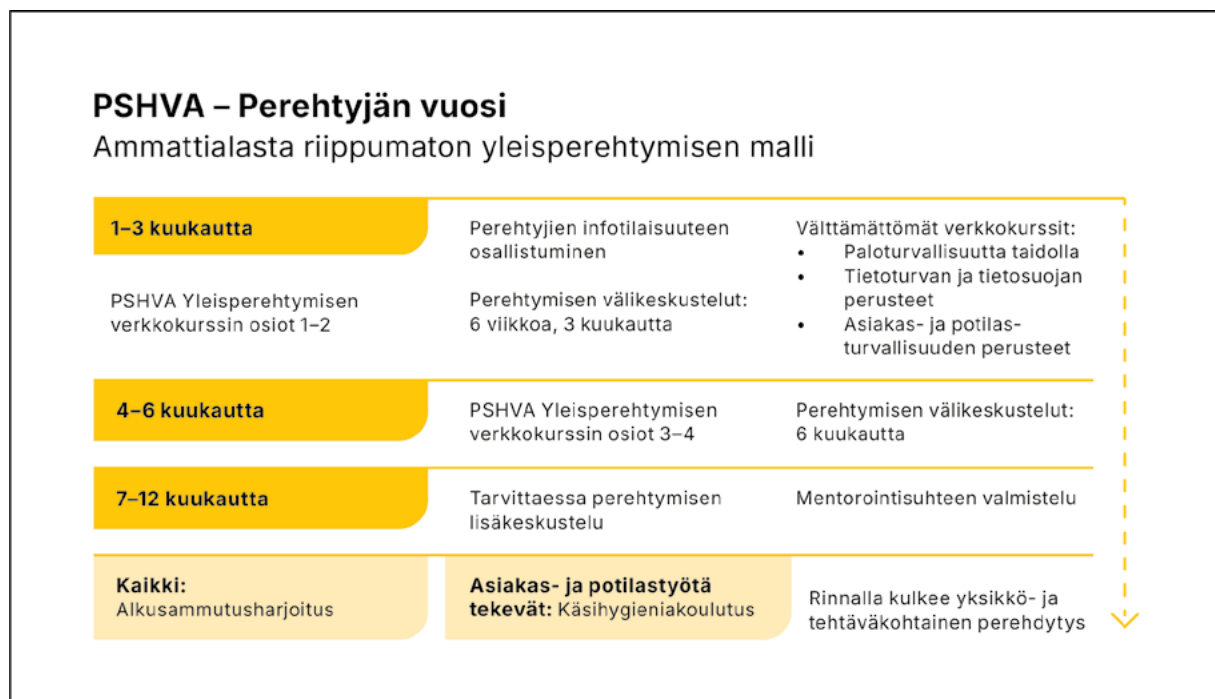 PSHVA – Perehtyjän vuosi
Ammattialasta riippumaton yleisperehtymisen malli
1–3 kuukautta
PSHVA Yleisperehtymisen
verkkokurssin osiot 1–2
Perehtyjien infotilaisuuteen
osallistuminen
Perehtymisen välikeskustelut:
6 viikkoa, 3 kuukautta
Välttämättömät verkkokurssit:
• Paloturvallisuutta taidolla
• Tietoturvan ja tietosuojan
perusteet
• Asiakas- ja potilas-
turvallisuuden perusteet
4–6 kuukautta
PSHVA Yleisperehtymisen
verkkokurssin osiot 3–4
Perehtymisen välikeskustelut:
6 kuukautta
7–12 kuukautta
Tarvittaessa perehtymisen
lisäkeskustelu
Mentorointisuhteen valmistelu
Kaikki:
Alkusammutusharjoitus
Asiakas- ja potilastyötä
tekevät: Käsihygieniakoulutus
Rinnalla kulkee yksikkö- ja
tehtäväkohtainen perehdytys